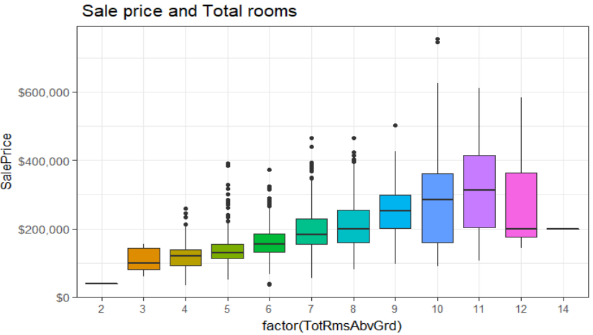 Sale price and Total rooms
SalePrice
$600,000
$400,000
$200,000
$0
2 3 4 5 6 7 8 9 10 11 12 14
factor(TotRmsAbvGrd)